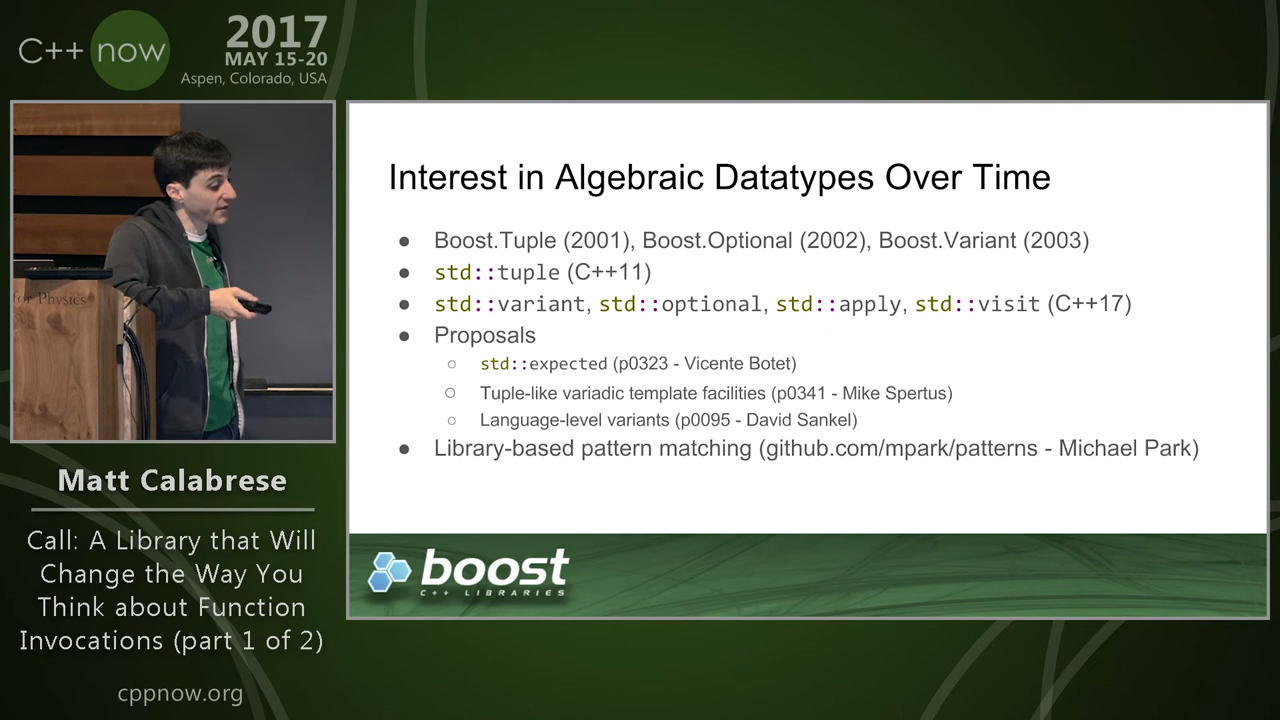 C++ now
2017
MAY 15-20
Aspen, Colorado, USA
for Physics
Interest in Algebraic Datatypes Over Time
● Boost.Tuple (2001), Boost.Optional (2002), Boost.Variant (2003)
● std::tuple (C++11)
● std::variant, std::optional, std::apply, std::visit (C++17)
● Proposals
○ std::expected (p0323 - Vicente Botet)
○ Tuple-like variadic template facilities (p0341 - Mike Spertus)
○ Language-level variants (p0095 - David Sankel)
● Library-based pattern matching (github.com/mpark/patterns - Michael Park)
boost
C++ LIBRARIES
Matt Calabrese
Call: A Library that Will
Change the Way You
Think about Function
Invocations (part 1 of 2)
cppnow.org